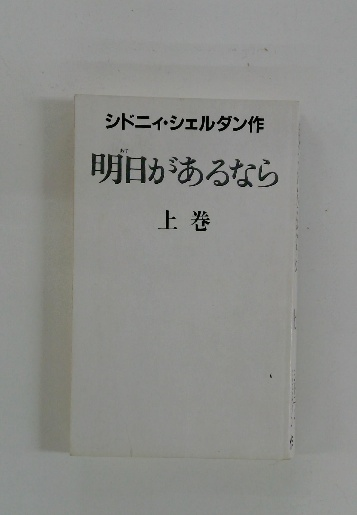 シドニィ・シェルダン作
明日があるなら
上巻